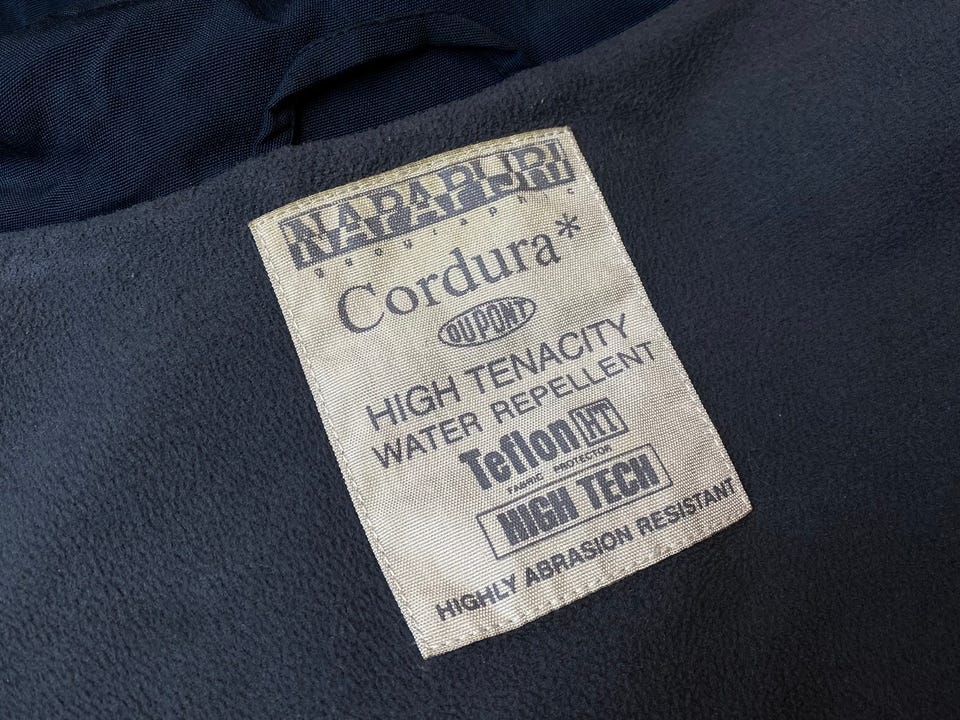 NAPAPIJRI
geographic
Cordura*
DUPONT
HIGH TENACITY
WATER REPELLENT
Teflon HT
FABRIC PROTECTOR
HIGH TECH
HIGHLY ABRASION RESISTANT